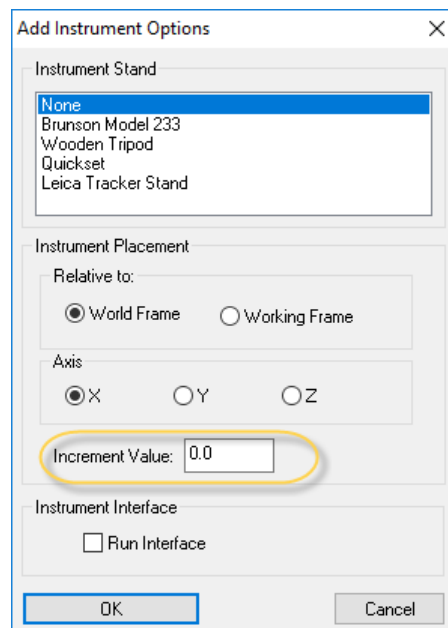 Add Instrument Options
Instrument Stand
None
Brunson Model 233
Wooden Tripod
Quickset
Leica Tracker Stand
Instrument Placement
Relative to:
World Frame Working Frame
Axis
X Y Z
Increment Value: 0.0
Instrument Interface
Run Interface
OK Cancel